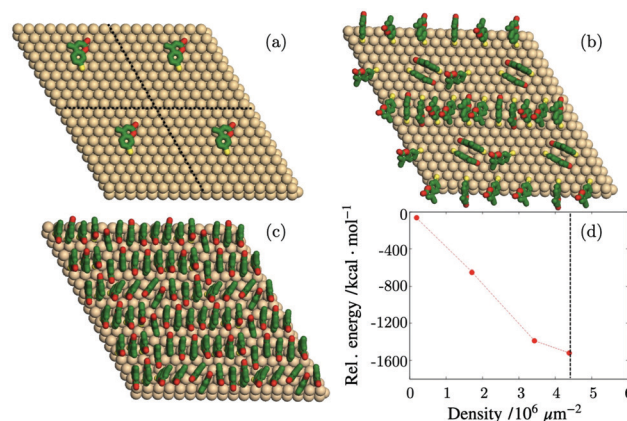 (a)
(b)
(c)
(d)
0
-400
-800
-1200
-1600
Rel. energy /kcal · mol⁻¹
0 1 2 3 4 5 6
Density /10⁶ μm⁻²